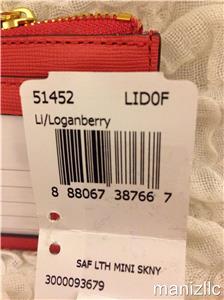 51452 LID0F
Li/Loganberry
8 88067 38766 7
SAF LTH MINI SKNY
3000093679
manizllc